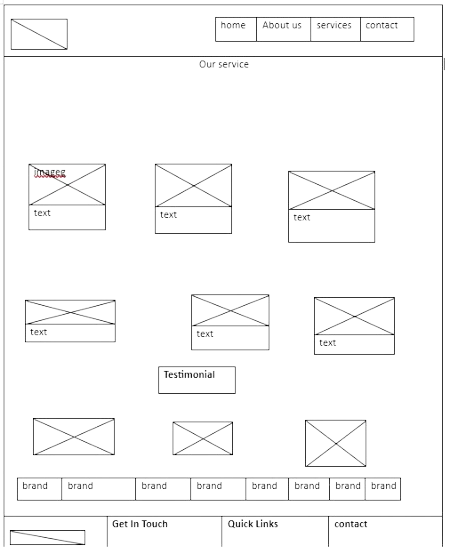 home About us services contact
Our service
imageg
text text text
text text text
Testimonial
brand brand brand brand brand brand brand brand
Get In Touch Quick Links contact